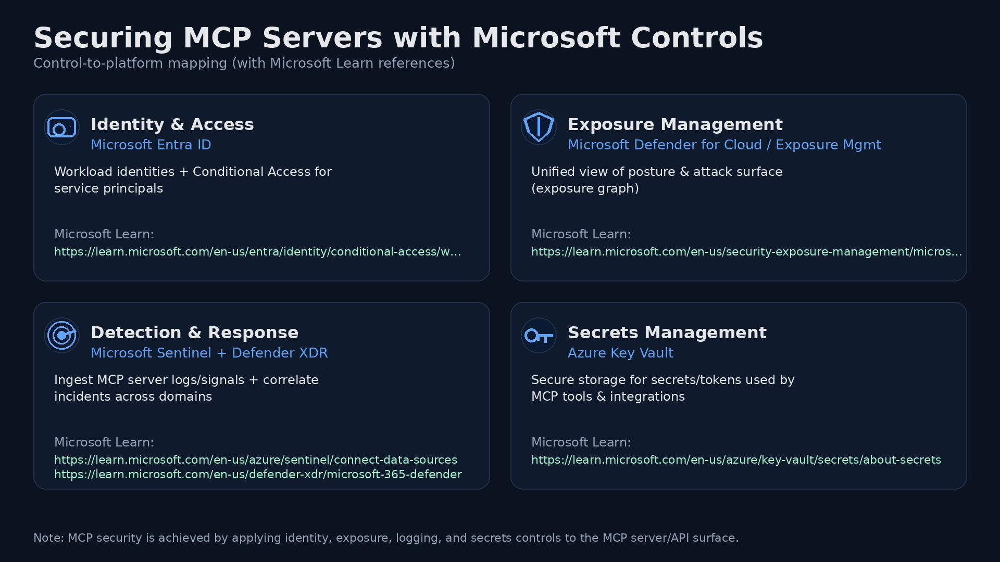 Securing MCP Servers with Microsoft Controls
Control-to-platform mapping (with Microsoft Learn references)
Identity & Access
Microsoft Entra ID
Workload identities + Conditional Access for
service principals
Microsoft Learn:
https://learn.microsoft.com/en-us/entra/identity/conditional-access/w...
Exposure Management
Microsoft Defender for Cloud / Exposure Mgmt
Unified view of posture & attack surface
(exposure graph)
Microsoft Learn:
https://learn.microsoft.com/en-us/security-exposure-management/micros...
Detection & Response
Microsoft Sentinel + Defender XDR
Ingest MCP server logs/signals + correlate
incidents across domains
Microsoft Learn:
https://learn.microsoft.com/en-us/azure/sentinel/connect-data-sources
https://learn.microsoft.com/en-us/defender-xdr/microsoft-365-defender
Secrets Management
Azure Key Vault
Secure storage for secrets/tokens used by
MCP tools & integrations
Microsoft Learn:
https://learn.microsoft.com/en-us/azure/key-vault/secrets/about-secrets
Note: MCP security is achieved by applying identity, exposure, logging, and secrets controls to the MCP server/API surface.